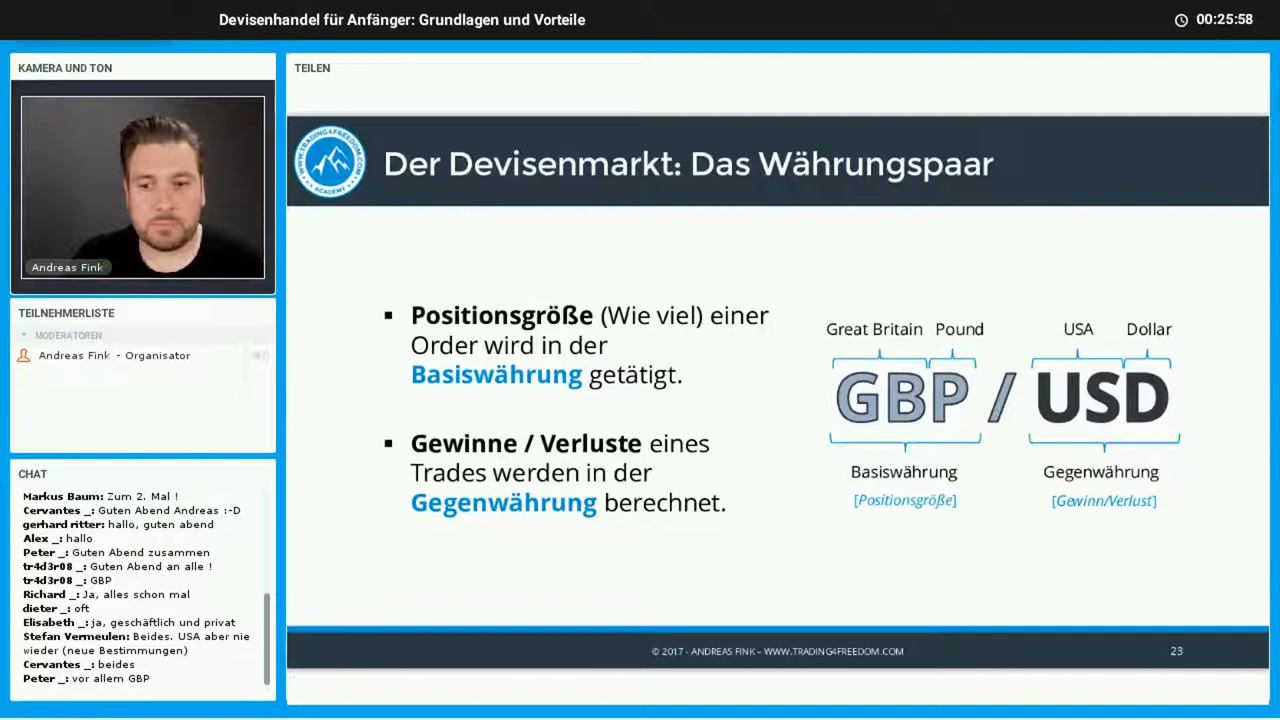 Devisenhandel für Anfänger: Grundlagen und Vorteile
00:25:58
KAMERA UND TON
Andreas Fink
TEILNEHMERLISTE
MODERATOREN
Andreas Fink - Organisator
CHAT
Markus Baum: Zum 2. Mal !
Cervantes _: Guten Abend Andreas :-D
gerhard ritter: hallo, guten abend
Alex _: hallo
Peter _: Guten Abend zusammen
tr4d3r08 _: Guten Abend an alle !
tr4d3r08 _: GBP
Richard _: Ja, alles schon mal
dieter _: oft
Elisabeth _: ja, geschäftlich und privat
Stefan Vermeulen: Beides. USA aber nie
wieder (neue Bestimmungen)
Cervantes _: beides
Peter _: vor allem GBP
TEILEN
WWW.TRADING4FREEDOM.COM
ACADEMY
Der Devisenmarkt: Das Währungspaar
▪ Positionsgröße (Wie viel) einer
Order wird in der
Basiswährung getätigt.
▪ Gewinne / Verluste eines
Trades werden in der
Gegenwährung berechnet.
Great Britain Pound USA Dollar
GBP / USD
Basiswährung Gegenwährung
[Positionsgröße] [Gewinn/Verlust]
© 2017 - ANDREAS FINK – WWW.TRADING4FREEDOM.COM
23